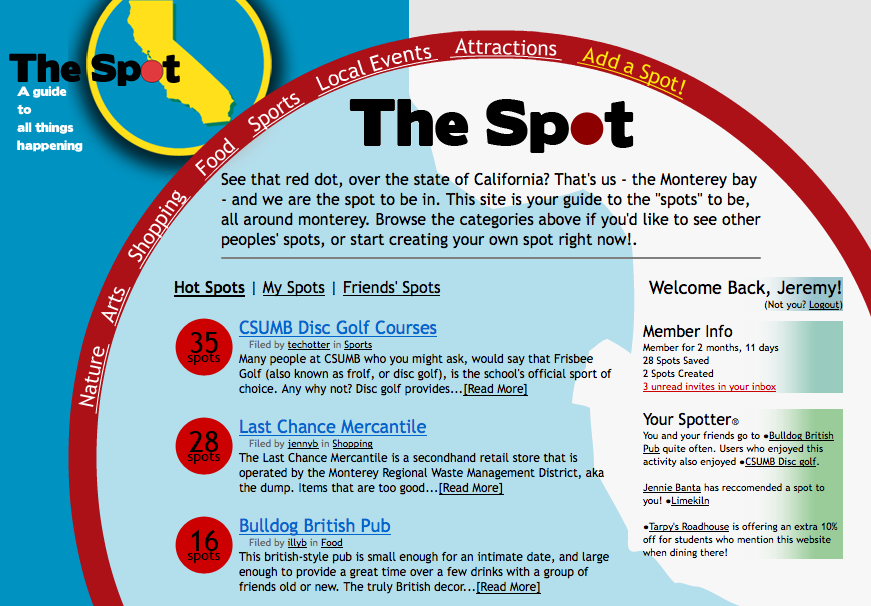 The Spot
A guide
to
all things
happening
Nature
Arts
Shopping
Food
Sports
Local Events
Attractions
Add a Spot!
The Spot
See that red dot, over the state of California? That's us - the Monterey bay
- and we are the spot to be in. This site is your guide to the "spots" to be,
all around monterey. Browse the categories above if you'd like to see other
peoples' spots, or start creating your own spot right now!.
Hot Spots | My Spots | Friends' Spots
35
spots
CSUMB Disc Golf Courses
Filed by techotter in Sports
Many people at CSUMB who you might ask, would say that Frisbee
Golf (also known as frolf, or disc golf), is the school's official sport of
choice. Any why not? Disc golf provides...[Read More]
28
spots
Last Chance Mercantile
Filed by jennyb in Shopping
The Last Chance Mercantile is a secondhand retail store that is
operated by the Monterey Regional Waste Management District, aka
the dump. Items that are too good...[Read More]
16
spots
Bulldog British Pub
Filed by illyb in Food
This british-style pub is small enough for an intimate date, and large
enough to provide a great time over a few drinks with a group of
friends old or new. The truly British decor...[Read More]
Welcome Back, Jeremy!
(Not you? Logout)
Member Info
Member for 2 months, 11 days
28 Spots Saved
2 Spots Created
3 unread invites in your inbox
Your Spotter®
You and your friends go to •Bulldog British
Pub quite often. Users who enjoyed this
activity also enjoyed •CSUMB Disc golf.
Jennie Banta has reccomended a spot to
you! •Limekiln
•Tarpy's Roadhouse is offering an extra 10%
off for students who mention this website
when dining there!